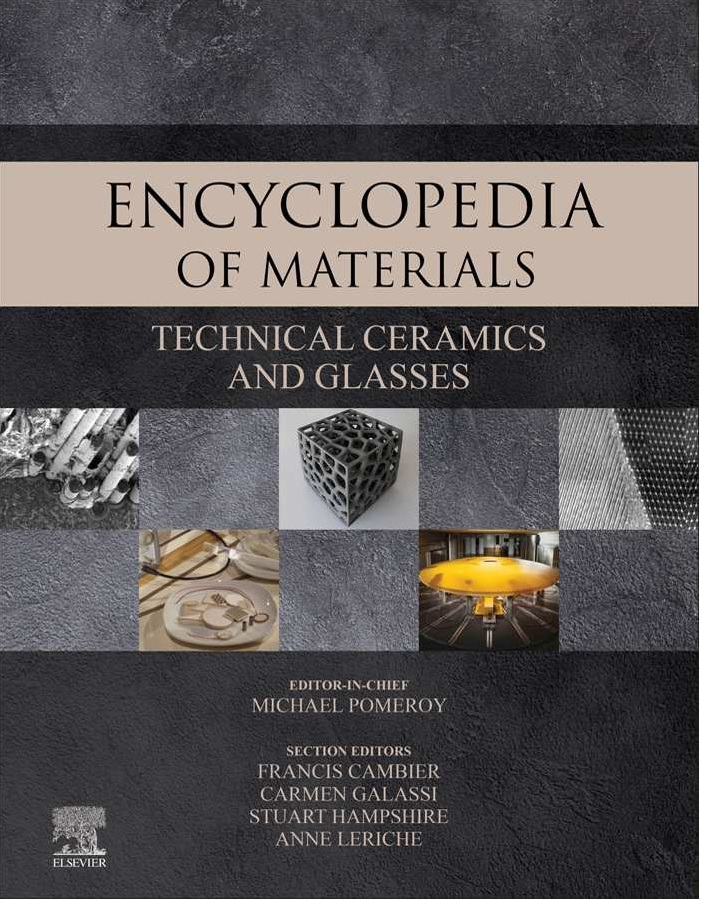 ENCYCLOPEDIA
OF MATERIALS
TECHNICAL CERAMICS
AND GLASSES
EDITOR-IN-CHIEF
MICHAEL POMEROY
SECTION EDITORS
FRANCIS CAMBIER
CARMEN GALASSI
STUART HAMPSHIRE
ANNE LERICHE
ELSEVIER